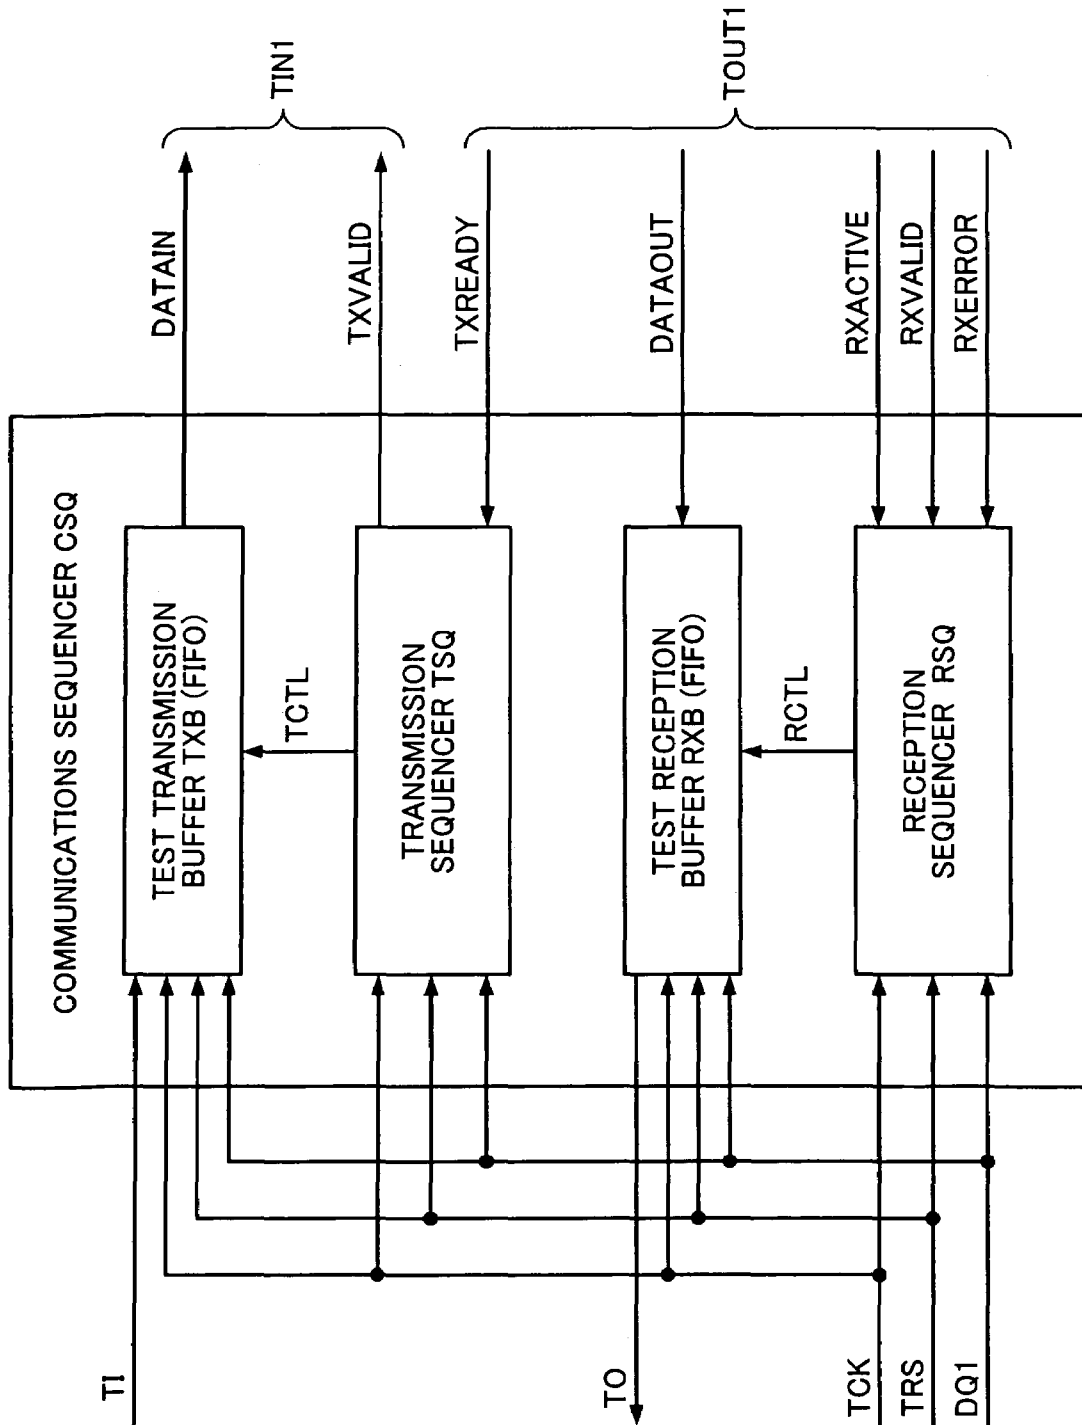 COMMUNICATIONS SEQUENCER CSQ
TI
TEST TRANSMISSION
BUFFER TXB (FIFO)
DATAIN
TIN1
TCTL
TRANSMISSION
SEQUENCER TSQ
TXVALID
TXREADY
TO
TEST RECEPTION
BUFFER RXB (FIFO)
DATAOUT
TOUT1
RCTL
TCK
TRS
DQ1
RECEPTION
SEQUENCER RSQ
RXACTIVE
RXVALID
RXERROR